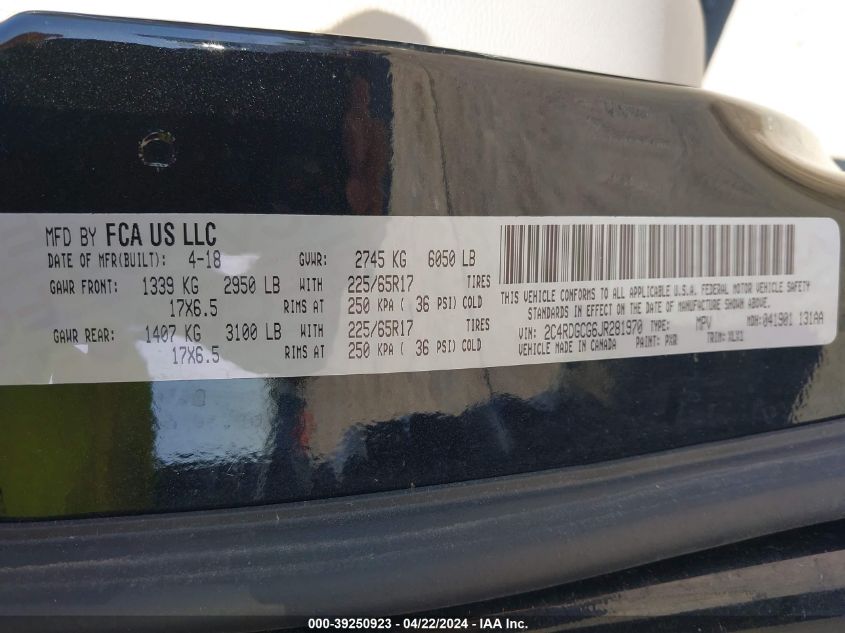 MFD BY FCA US LLC
DATE OF MFR(BUILT): 4-18 GVWR: 2745 KG 6050 LB
GAWR FRONT: 1339 KG 2950 LB WITH 225/65R17 TIRES
17X6.5 RIMS AT 250 KPA ( 36 PSI) COLD
GAWR REAR: 1407 KG 3100 LB WITH 225/65R17 TIRES
17X6.5 RIMS AT 250 KPA ( 36 PSI) COLD
THIS VEHICLE CONFORMS TO ALL APPLICABLE U.S.A. FEDERAL MOTOR VEHICLE SAFETY
STANDARDS IN EFFECT ON THE DATE OF MANUFACTURE SHOWN ABOVE.
VIN: 2C4RDGCG6JR281970 TYPE: MPV MDH: 041901 131AA
VEHICLE MADE IN CANADA PAINT: PXR TRIM: XLX1
000-39250923 - 04/22/2024 - IAA Inc.